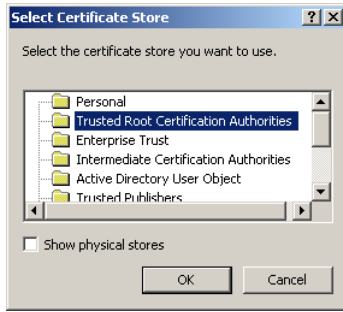 Select Certificate Store
Select the certificate store you want to use.
Personal
Trusted Root Certification Authorities
Enterprise Trust
Intermediate Certification Authorities
Active Directory User Object
Trusted Publishers
Show physical stores
OK Cancel